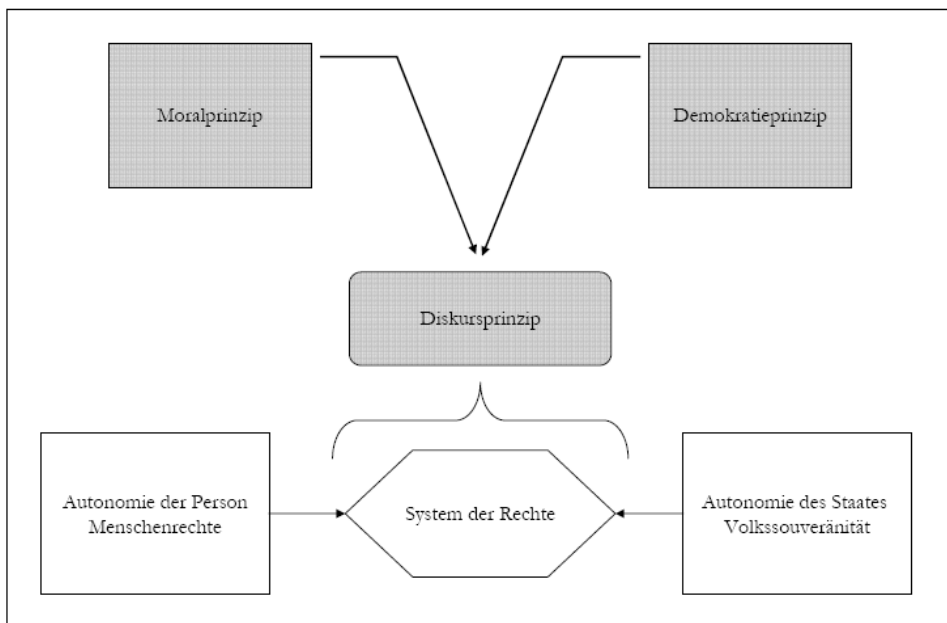 Moralprinzip
Demokratieprinzip
Diskursprinzip
Autonomie der Person
Menschenrechte
System der Rechte
Autonomie des Staates
Volkssouveränität